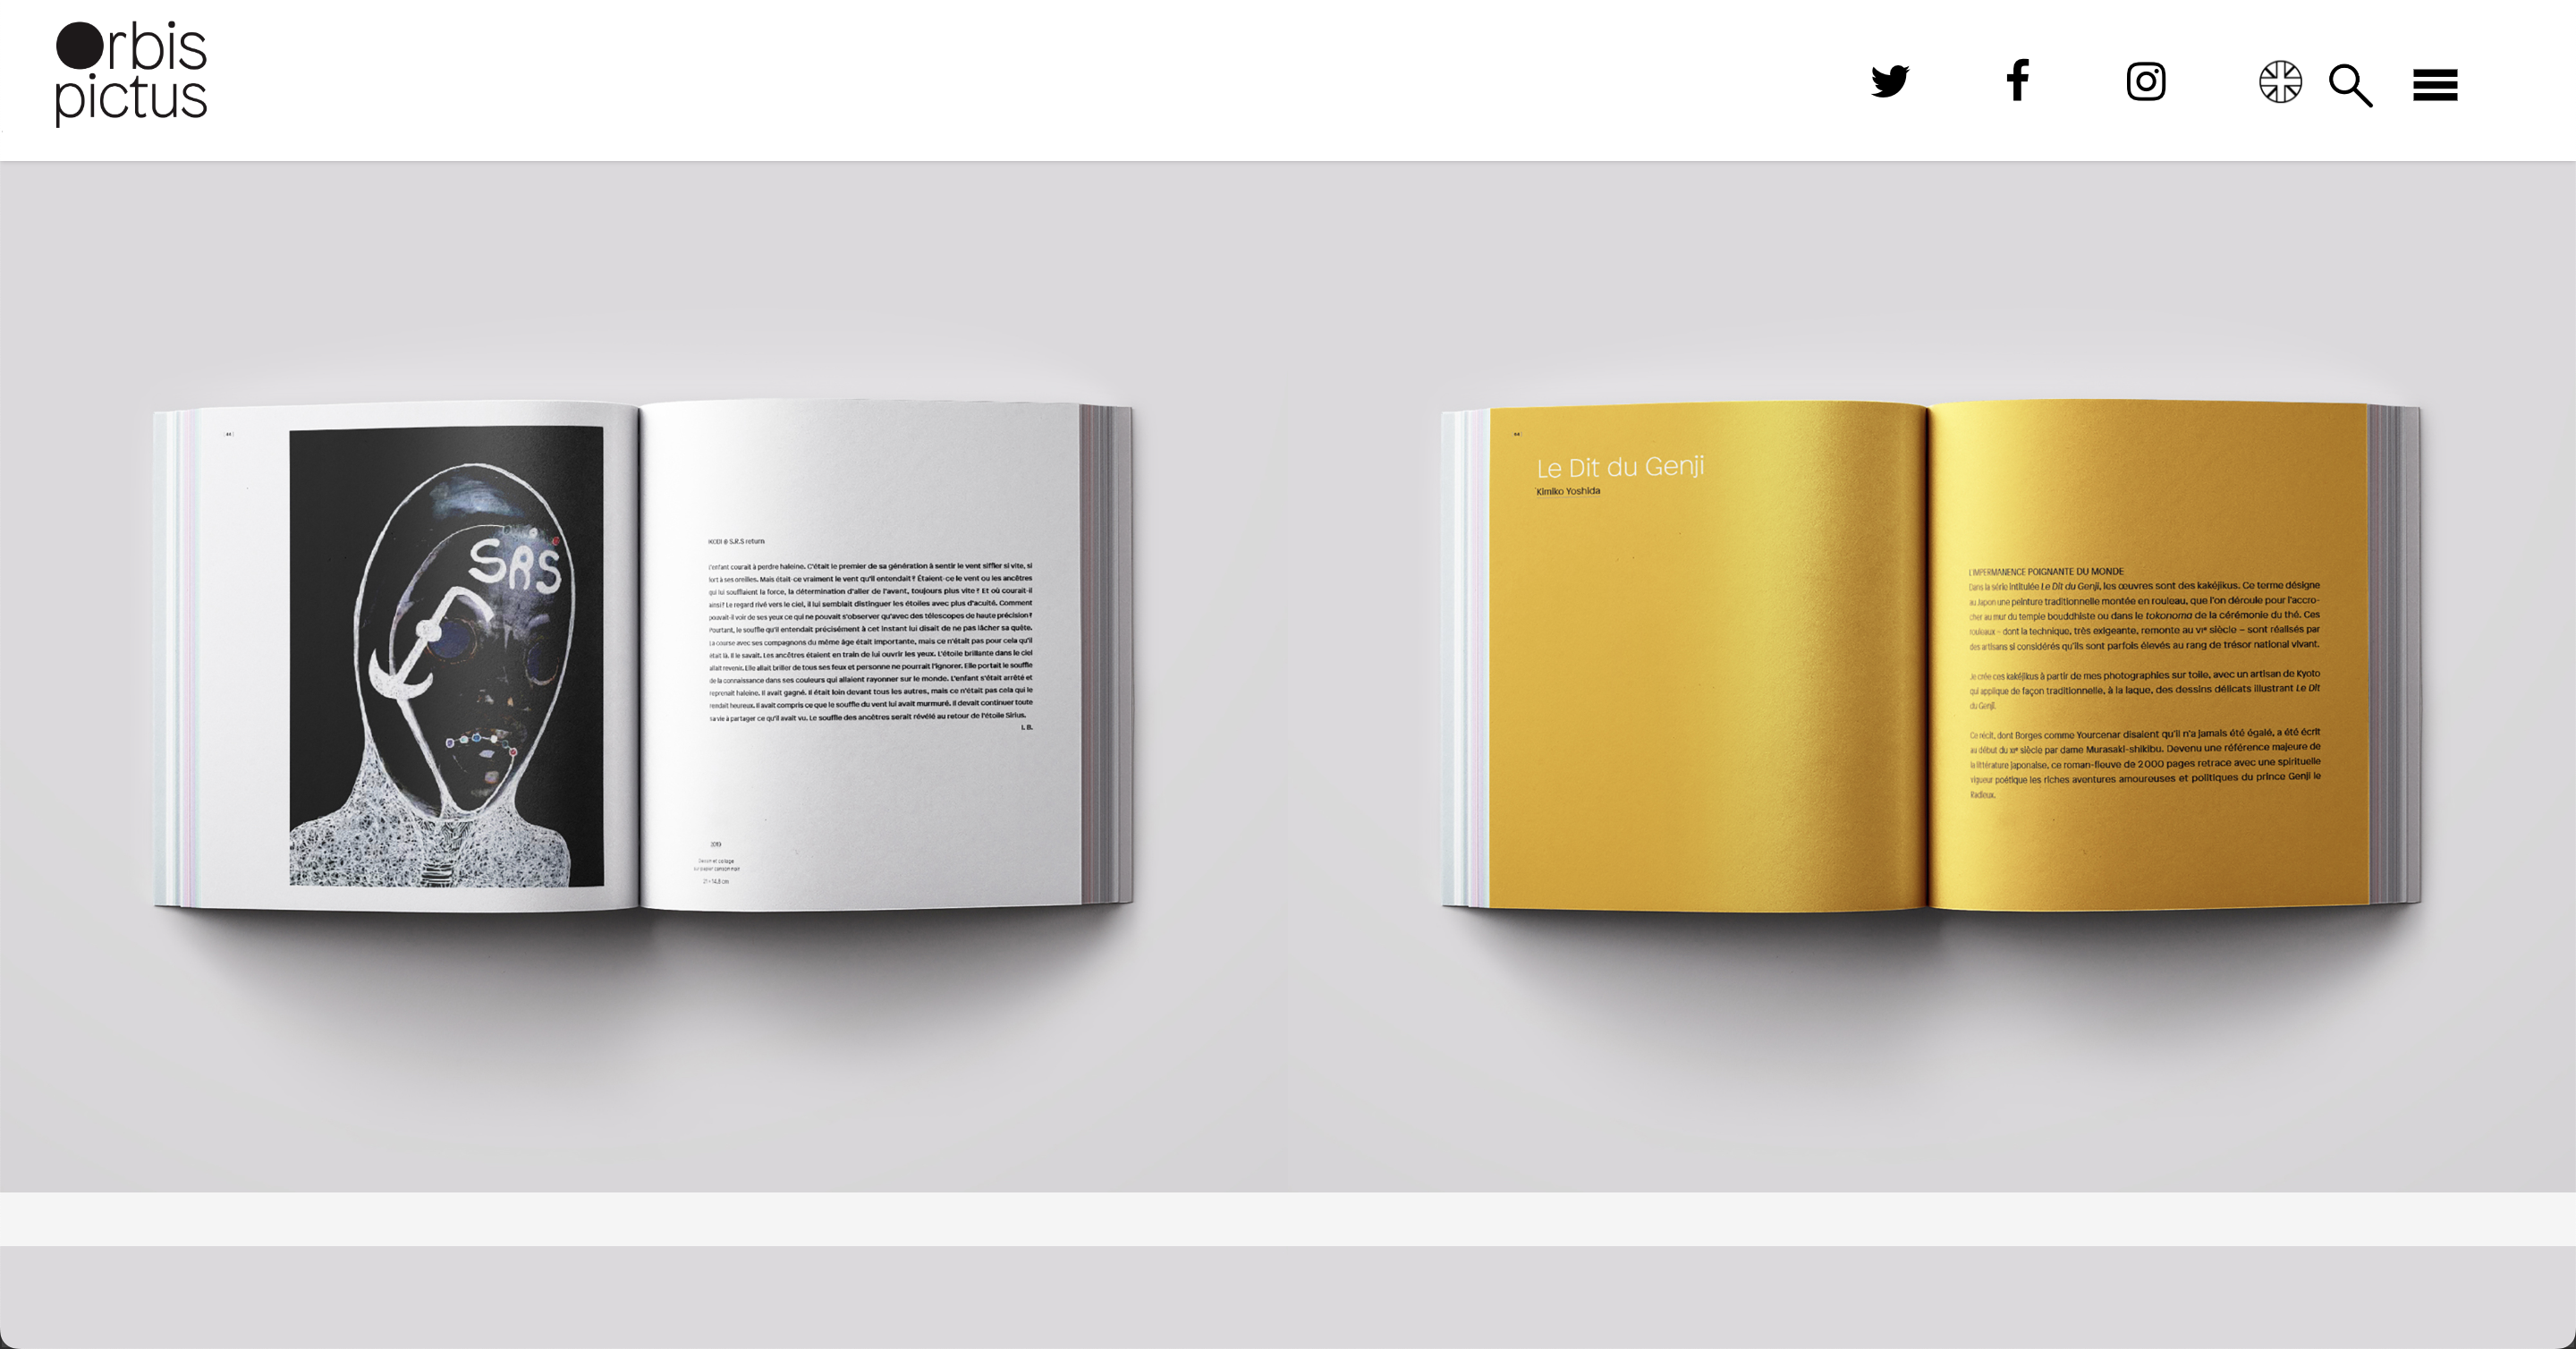 Orbis
pictus
44
SRS
KODI @ S.R.S return
L'enfant courait à perdre haleine. C'était le premier de sa génération à sentir le vent siffler si vite, si
fort à ses oreilles. Mais était-ce vraiment le vent qu'il entendait ? Étaient-ce le vent ou les ancêtres
qui lui soufflaient la force, la détermination d'aller de l'avant, toujours plus vite ? Et où courait-il
ainsi ? Le regard rivé vers le ciel, il lui semblait distinguer les étoiles avec plus d'acuité. Comment
pouvait-il voir de ses yeux ce qui ne pouvait s'observer qu'avec des télescopes de haute précision ?
Pourtant, le souffle qu'il entendait précisément à cet instant lui disait de ne pas lâcher sa quête.
La course avec ses compagnons du même âge était importante, mais ce n'était pas pour cela qu'il
était là. Il le savait. Les ancêtres étaient en train de lui ouvrir les yeux. L'étoile brillante dans le ciel
allait revenir. Elle allait briller de tous ses feux et personne ne pourrait l'ignorer. Elle portait le souffle
de la connaissance dans ses couleurs qui allaient rayonner sur le monde. L'enfant s'était arrêté et
reprenait haleine. Il avait gagné. Il était loin devant tous les autres, mais ce n'était pas cela qui le
rendait heureux. Il avait compris ce que le souffle du vent lui avait murmuré. Il devait continuer toute
sa vie à partager ce qu'il avait vu. Le souffle des ancêtres serait révélé au retour de l'étoile Sirius.
I. B.
2019
Dessin et collage
sur papier canson noir
21 × 14,8 cm
Le Dit du Genji
Kimiko Yoshida
L'IMPERMANENCE POIGNANTE DU MONDE
Dans la série intitulée Le Dit du Genji, les œuvres sont des kakéjikus. Ce terme désigne
au Japon une peinture traditionnelle montée en rouleau, que l'on déroule pour l'accro-
cher au mur du temple bouddhiste ou dans le tokonoma de la cérémonie du thé. Ces
rouleaux – dont la technique, très exigeante, remonte au VIe siècle – sont réalisés par
des artisans si considérés qu'ils sont parfois élevés au rang de trésor national vivant.
Je crée ces kakéjikus à partir de mes photographies sur toile, avec un artisan de Kyoto
qui applique de façon traditionnelle, à la laque, des dessins délicats illustrant Le Dit
du Genji.
Ce récit, dont Borges comme Yourcenar disaient qu'il n'a jamais été égalé, a été écrit
au début du XIe siècle par dame Murasaki-shikibu. Devenu une référence majeure de
la littérature japonaise, ce roman-fleuve de 2000 pages retrace avec une spirituelle
vigueur poétique les riches aventures amoureuses et politiques du prince Genji le
Radieux.